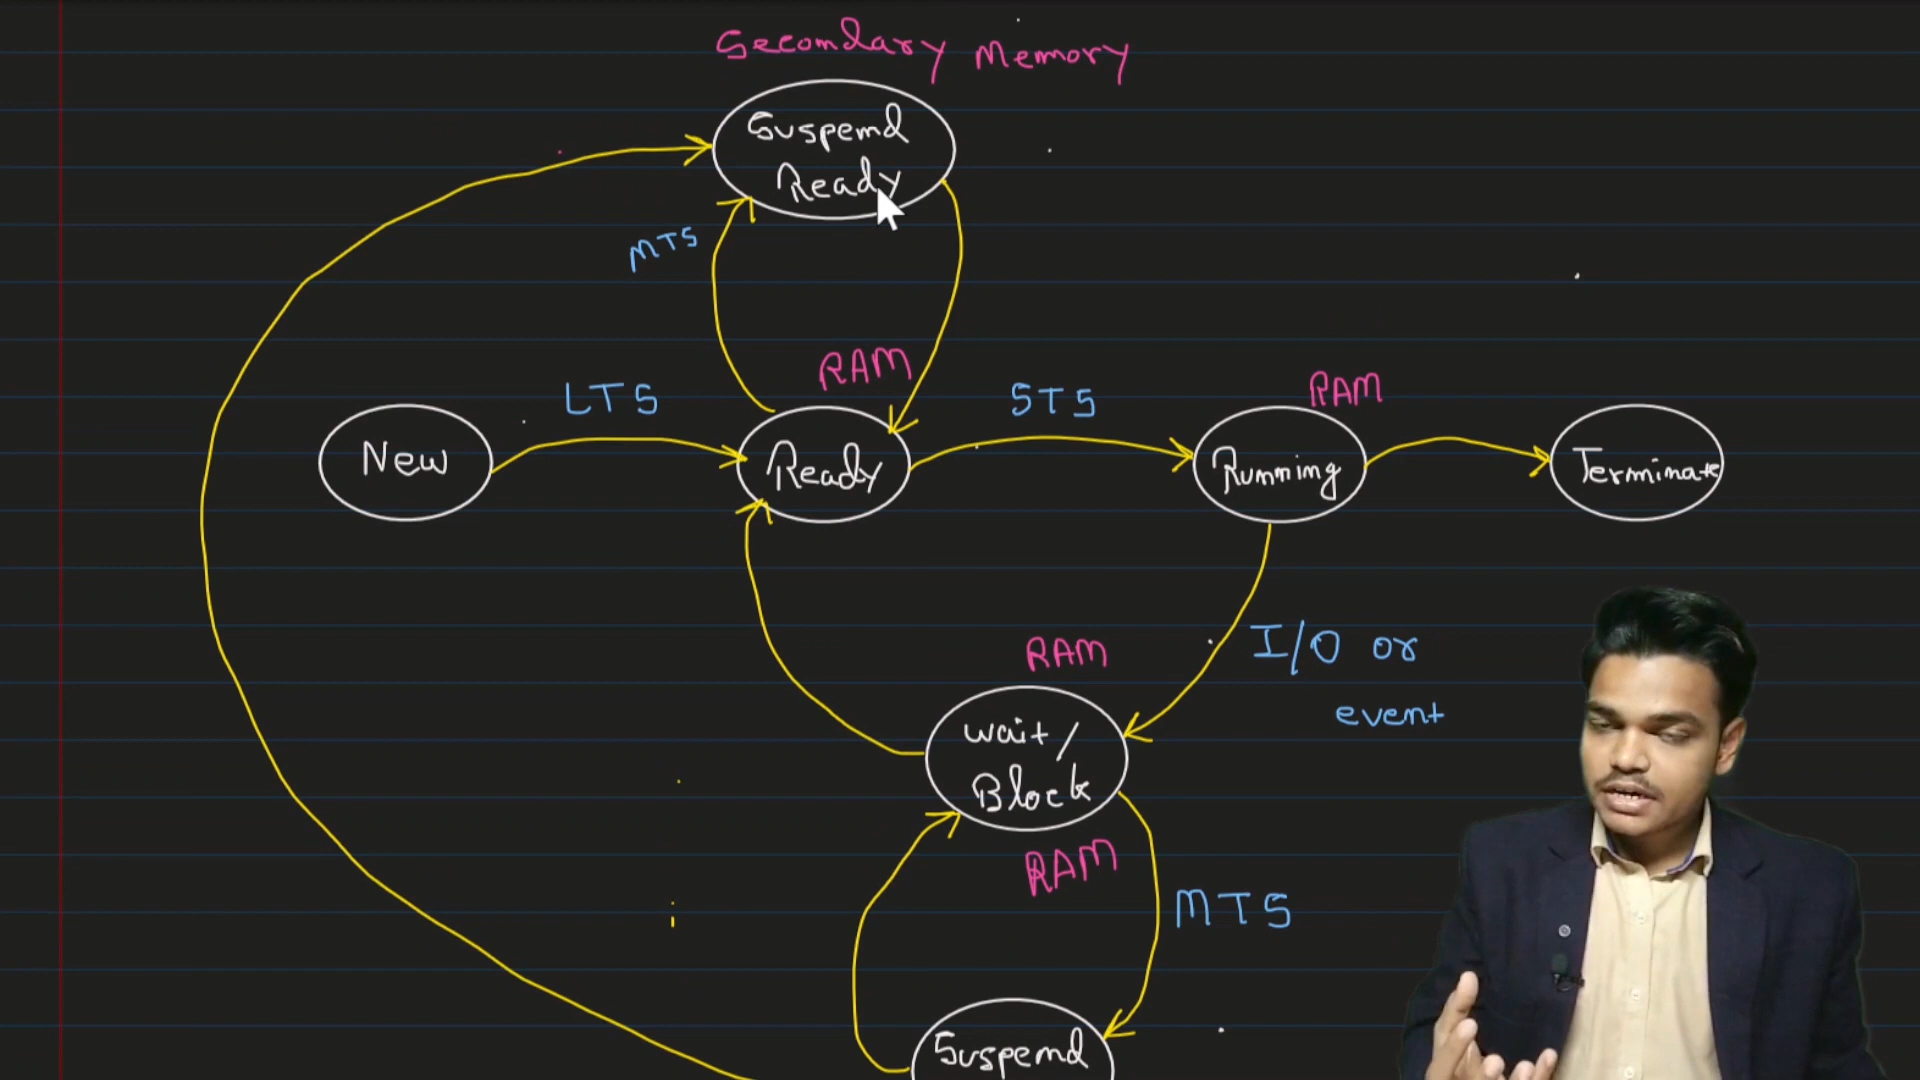 Secondary Memory
Suspend
Ready
MTS
RAM
LTS
STS
RAM
New
Ready
Running
Terminate
RAM
I/O or
event
wait/
Block
RAM
MTS
Suspend